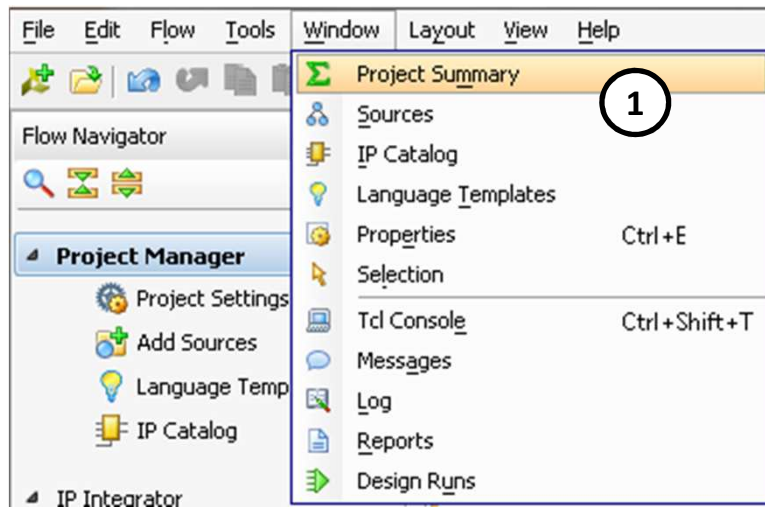 File Edit Flow Tools Window Layout View Help
Project Summary
1
Sources
IP Catalog
Language Templates
Properties Ctrl+E
Selection
Tcl Console Ctrl+Shift+T
Messages
Log
Reports
Design Runs
Flow Navigator
Project Manager
Project Settings
Add Sources
Language Temp
IP Catalog
IP Integrator